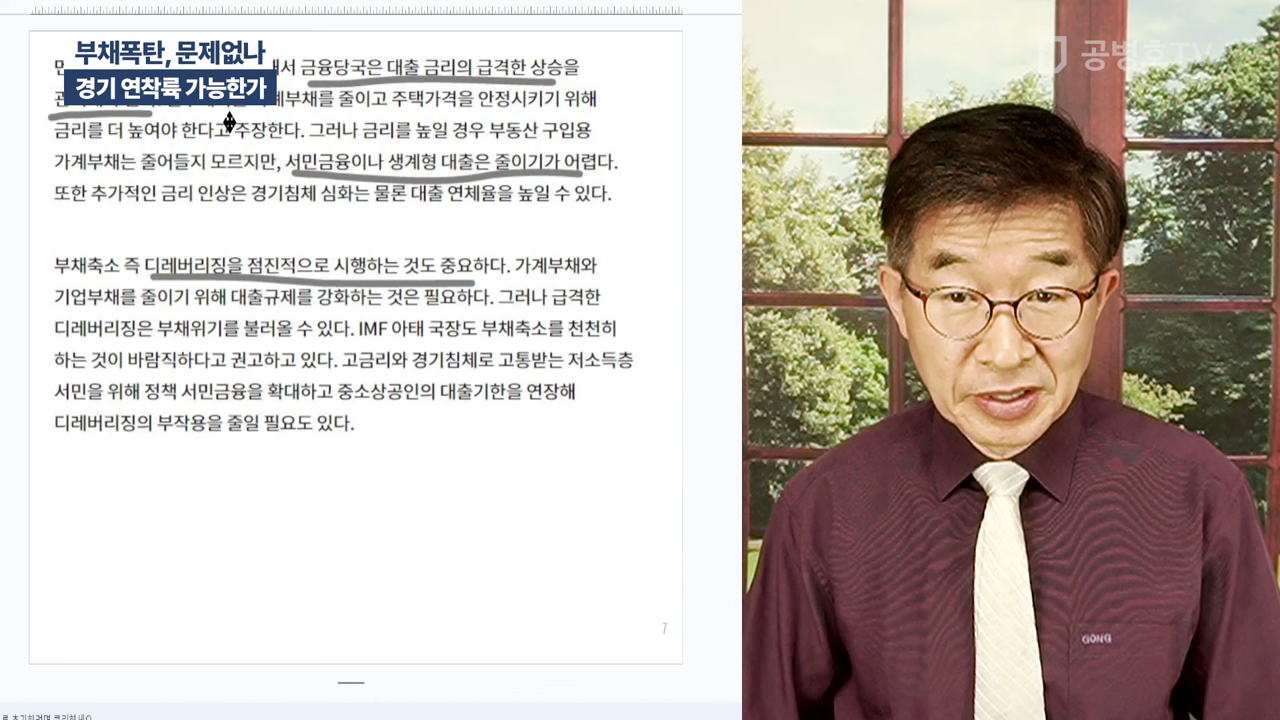 부채폭탄, 문제없나
경기 연착륙 가능한가
서 금융당국은 대출 금리의 급격한 상승을
계부채를 줄이고 주택가격을 안정시키기 위해
금리를 더 높여야 한다고 주장한다. 그러나 금리를 높일 경우 부동산 구입용
가계부채는 줄어들지 모르지만, 서민금융이나 생계형 대출은 줄이기가 어렵다.
또한 추가적인 금리 인상은 경기침체 심화는 물론 대출 연체율을 높일 수 있다.
부채축소 즉 디레버리징을 점진적으로 시행하는 것도 중요하다. 가계부채와
기업부채를 줄이기 위해 대출규제를 강화하는 것은 필요하다. 그러나 급격한
디레버리징은 부채위기를 불러올 수 있다. IMF 아태 국장도 부채축소를 천천히
하는 것이 바람직하다고 권고하고 있다. 고금리와 경기침체로 고통받는 저소득층
서민을 위해 정책 서민금융을 확대하고 중소상공인의 대출기한을 연장해
디레버리징의 부작용을 줄일 필요도 있다.
7
공병호TV
GONG